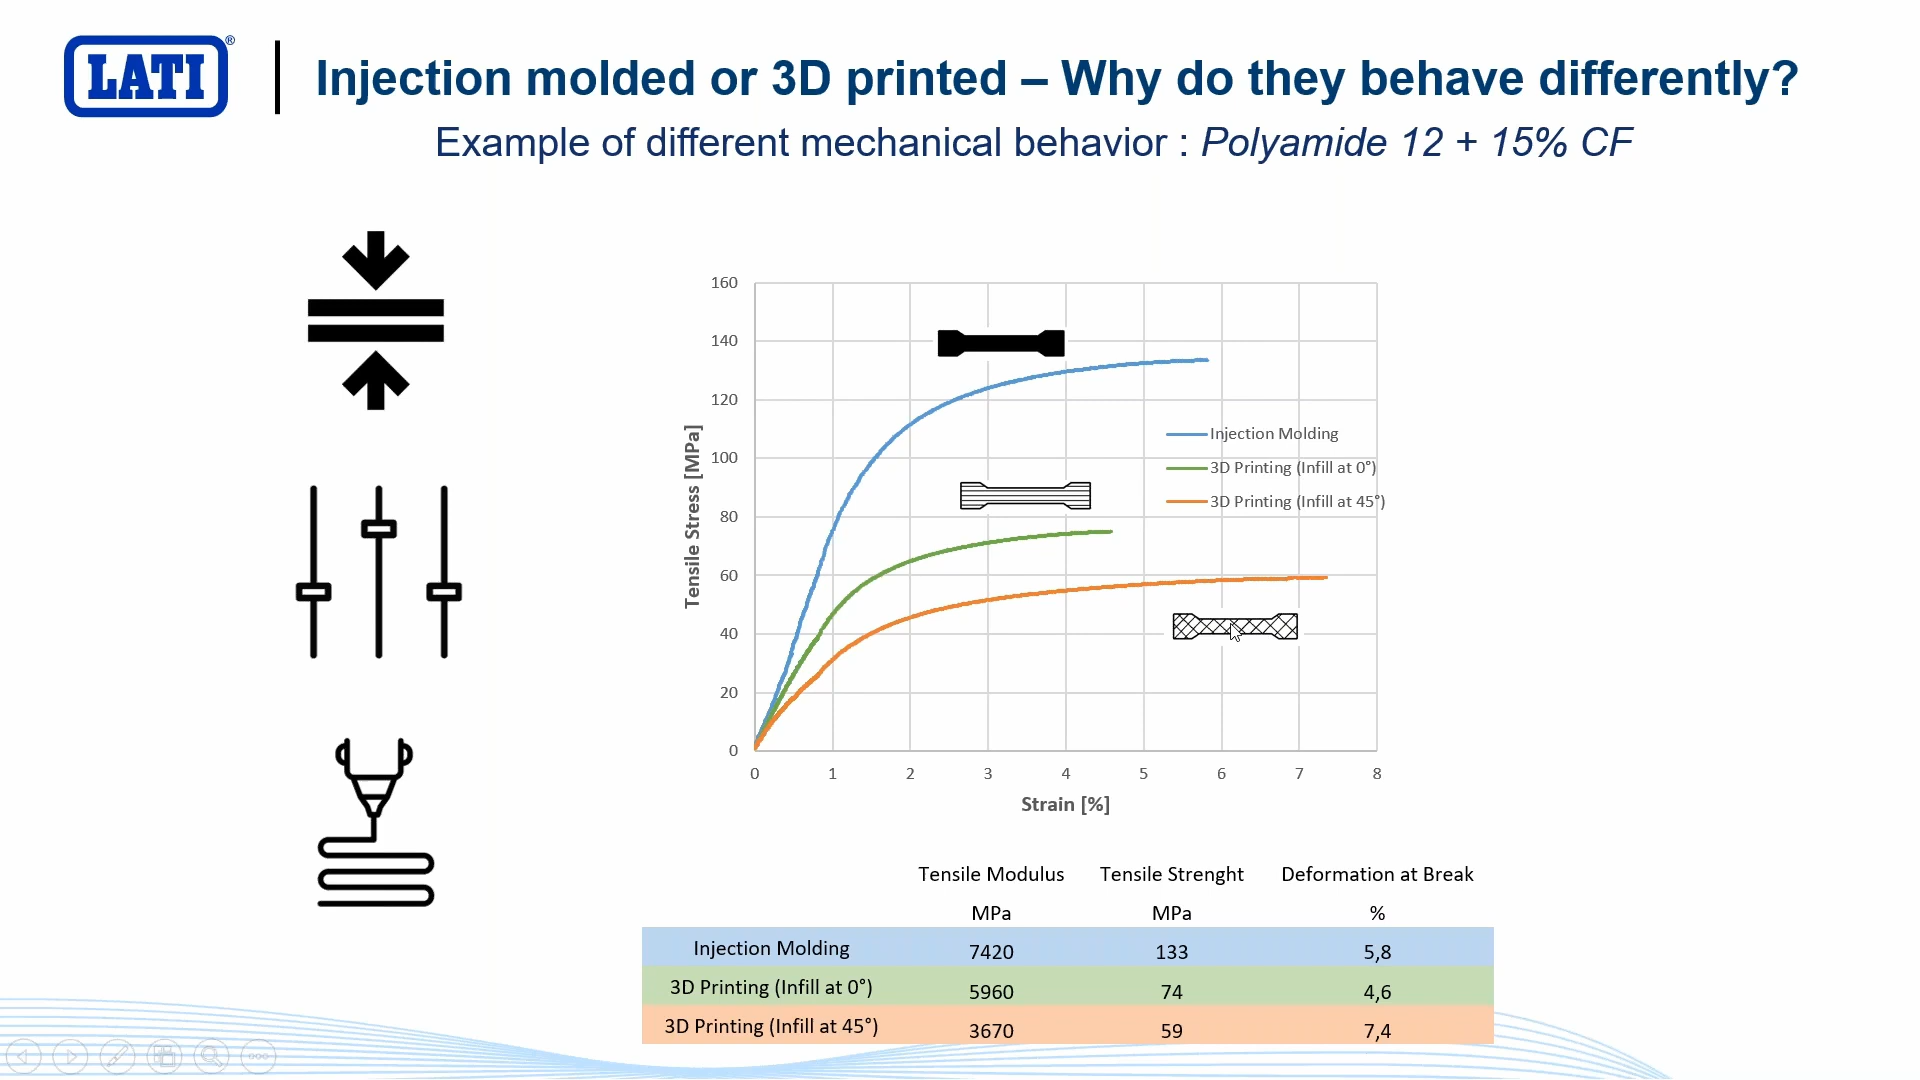 LATI®
Injection molded or 3D printed – Why do they behave differently?
Example of different mechanical behavior : Polyamide 12 + 15% CF
160
140
120
100
80
60
40
20
0
Tensile Stress [MPa]
Injection Molding
3D Printing (Infill at 0°)
3D Printing (Infill at 45°)
0 1 2 3 4 5 6 7 8
Strain [%]
Tensile Modulus Tensile Strenght Deformation at Break
MPa MPa %
Injection Molding 7420 133 5,8
3D Printing (Infill at 0°) 5960 74 4,6
3D Printing (Infill at 45°) 3670 59 7,4